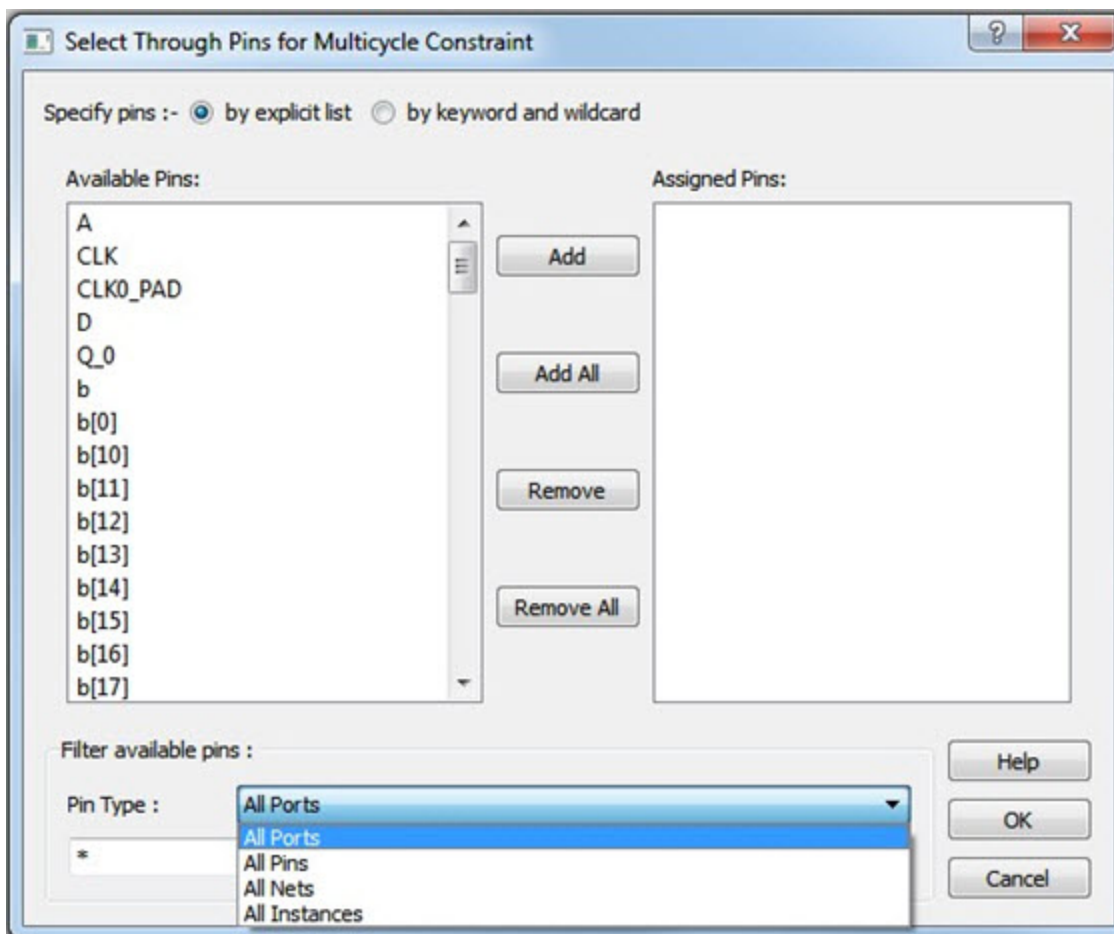 Select Through Pins for Multicycle Constraint
Specify pins :- by explicit list by keyword and wildcard
Available Pins:
A
CLK
CLK0_PAD
D
Q_0
b
b[0]
b[10]
b[11]
b[12]
b[13]
b[14]
b[15]
b[16]
b[17]
Add
Add All
Remove
Remove All
Assigned Pins:
Filter available pins :
Pin Type : All Ports
*
All Ports
All Pins
All Nets
All Instances
Help
OK
Cancel